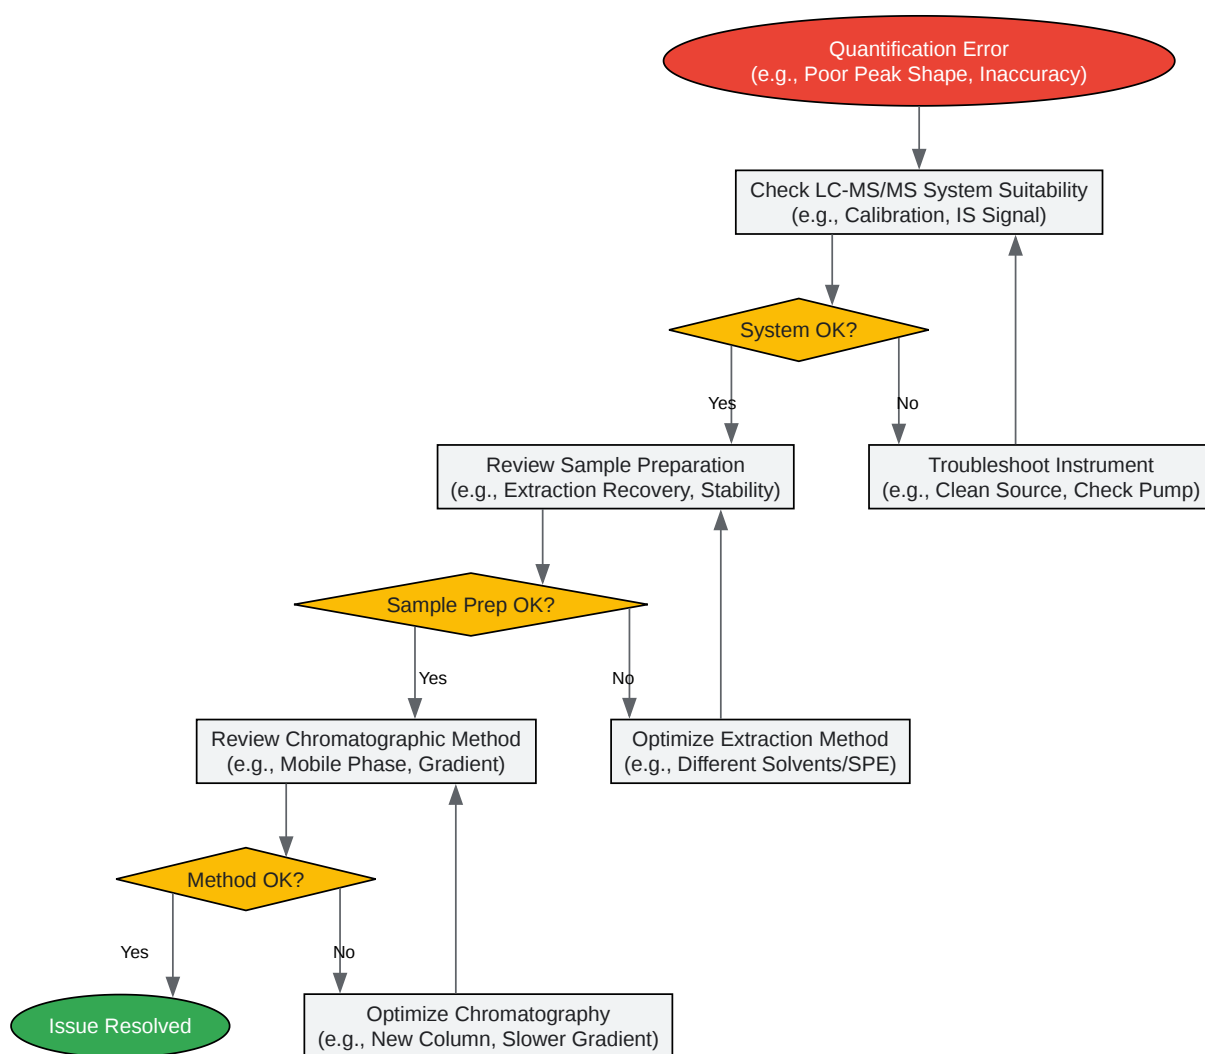 Quantification Error
(e.g., Poor Peak Shape, Inaccuracy)
Check LC-MS/MS System Suitability
(e.g., Calibration, IS Signal)
System OK?
Yes
No
Review Sample Preparation
(e.g., Extraction Recovery, Stability)
Troubleshoot Instrument
(e.g., Clean Source, Check Pump)
Sample Prep OK?
Yes
No
Review Chromatographic Method
(e.g., Mobile Phase, Gradient)
Optimize Extraction Method
(e.g., Different Solvents/SPE)
Method OK?
Yes
No
Issue Resolved
Optimize Chromatography
(e.g., New Column, Slower Gradient)